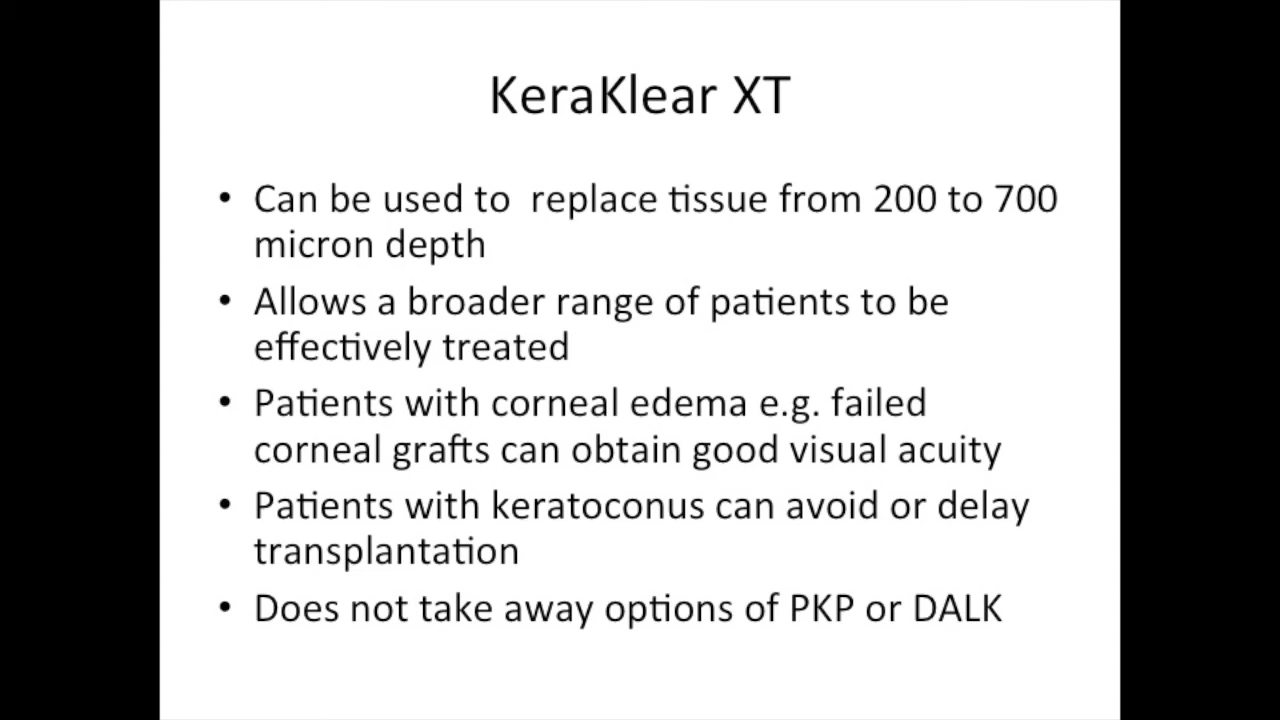 KeraKlear XT
• Can be used to  replace tissue from 200 to 700
micron depth
• Allows a broader range of patients to be
effectively treated
• Patients with corneal edema e.g. failed
corneal grafts can obtain good visual acuity
• Patients with keratoconus can avoid or delay
transplantation
• Does not take away options of PKP or DALK